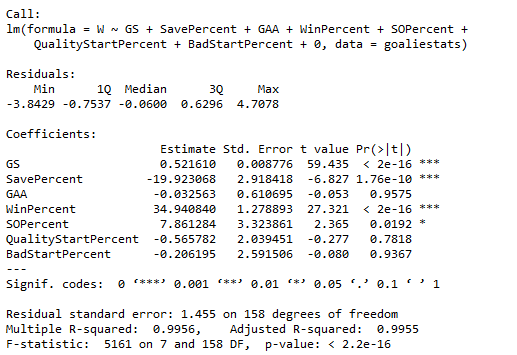 Call:
lm(formula = W ~ GS + SavePercent + GAA + WinPercent + SOPercent +
    QualityStartPercent + BadStartPercent + 0, data = goaliestats)

Residuals:
    Min      1Q  Median      3Q     Max
-3.8429 -0.7537 -0.0600  0.6296  4.7078

Coefficients:
                      Estimate Std. Error t value Pr(>|t|)
GS                    0.521610   0.008776  59.435  < 2e-16 ***
SavePercent         -19.923068   2.918418  -6.827 1.76e-10 ***
GAA                  -0.032563   0.610695  -0.053   0.9575
WinPercent           34.940840   1.278893  27.321  < 2e-16 ***
SOPercent             7.861284   3.323861   2.365   0.0192 *
QualityStartPercent  -0.565782   2.039451  -0.277   0.7818
BadStartPercent      -0.206195   2.591506  -0.080   0.9367
---
Signif. codes:  0 ‘***’ 0.001 ‘**’ 0.01 ‘*’ 0.05 ‘.’ 0.1 ‘ ’ 1

Residual standard error: 1.455 on 158 degrees of freedom
Multiple R-squared:  0.9956,    Adjusted R-squared:  0.9955
F-statistic:  5161 on 7 and 158 DF,  p-value: < 2.2e-16